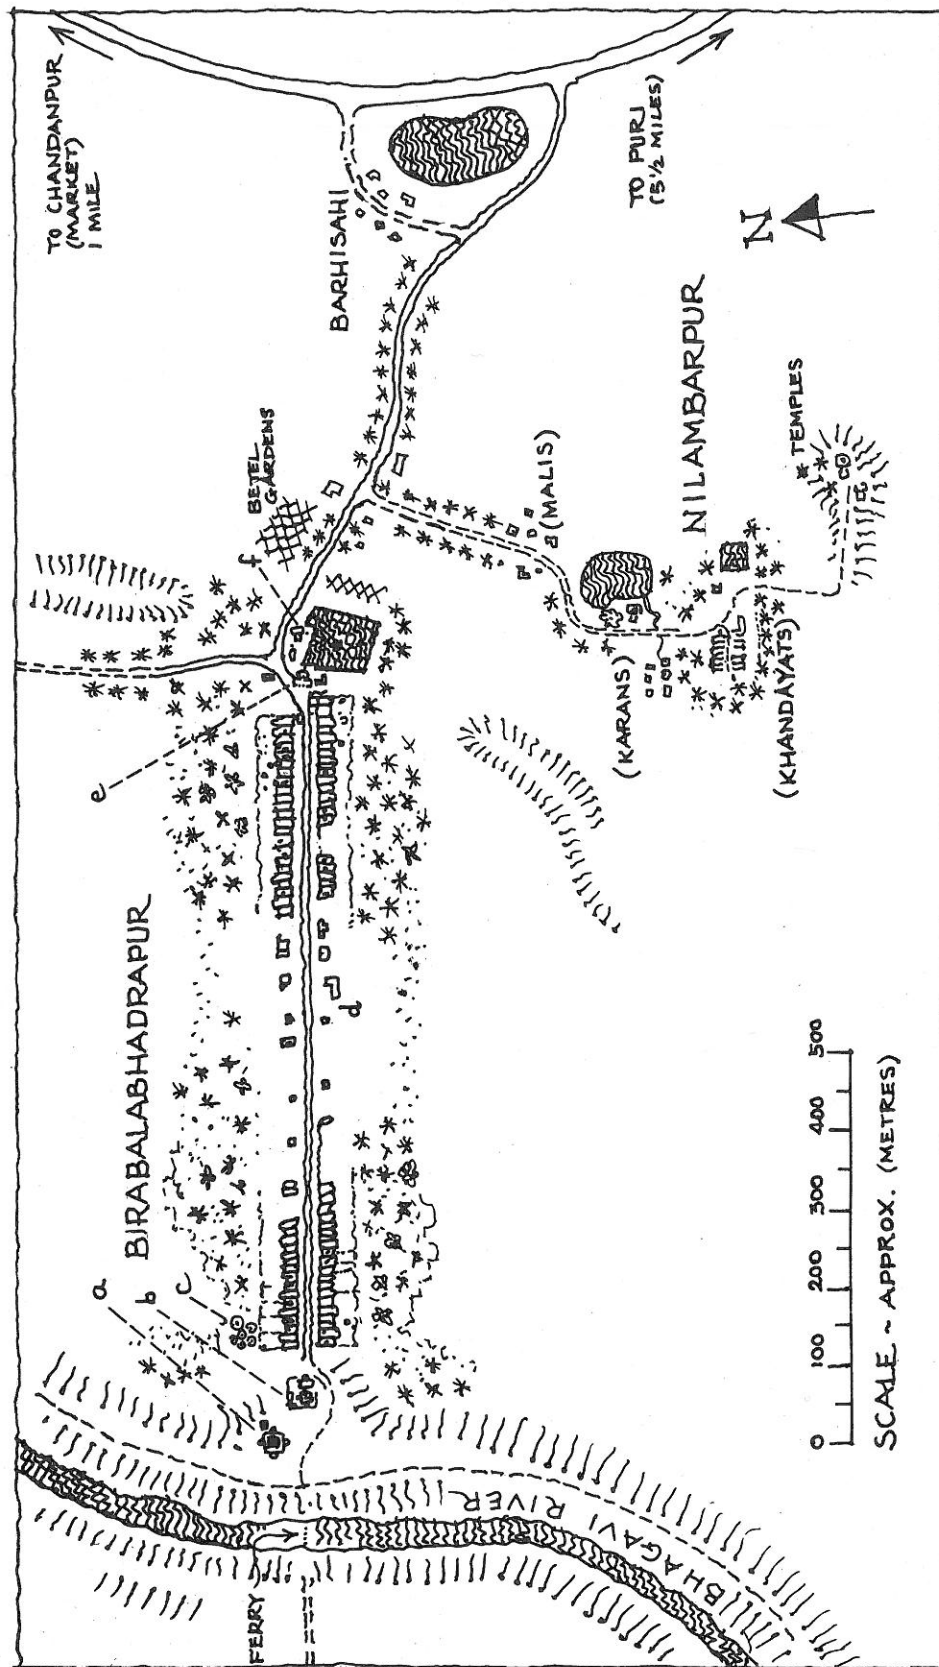 TO CHANDANPUR
(MARKET)
1 MILE
TO PURI
(5½ MILES)
BARHISAHI
N
BETEL
GARDENS
f
e
BIRABALABHADRAPUR
a
b
c
d
(MALIS)
NILAMBARPUR
TEMPLES
(KARANS)
(KHANDAYATS)
FERRY
BHAGAVI RIVER
0 100 200 300 400 500
SCALE ~ APPROX. (METRES)